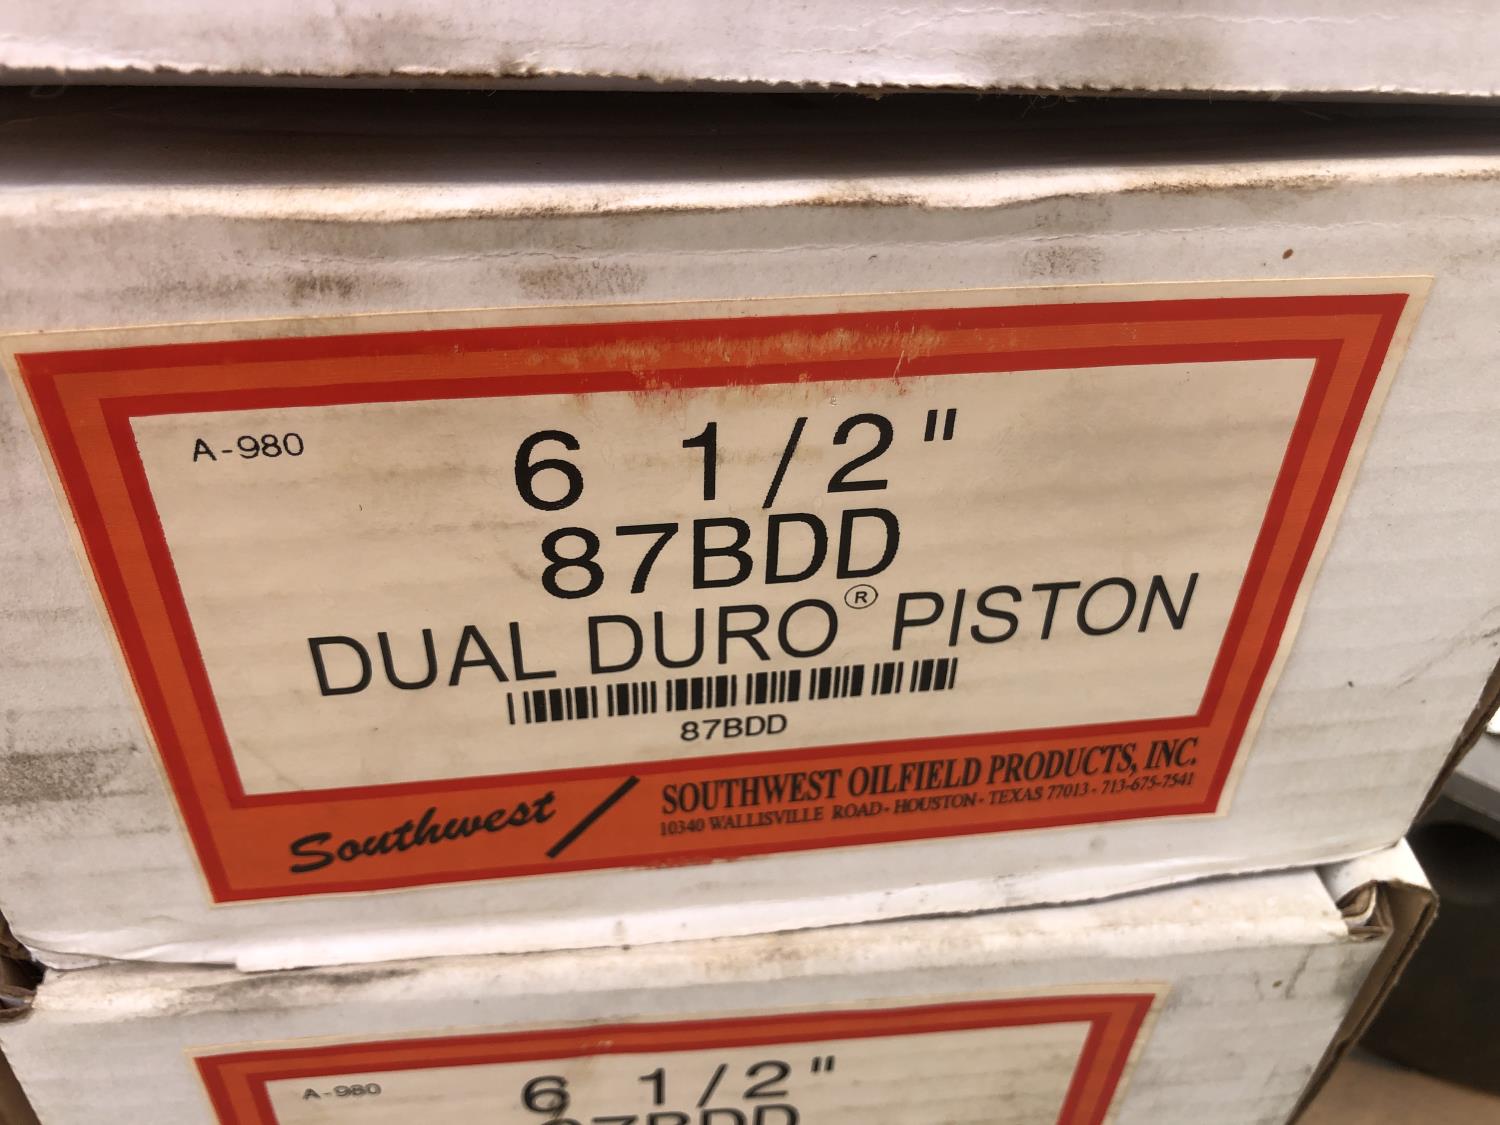 A-980
6 1/2"
87BDD
DUAL DURO® PISTON
87BDD
Southwest
SOUTHWEST OILFIELD PRODUCTS, INC.
10340 WALLISVILLE ROAD - HOUSTON - TEXAS 77013 - 713-675-7541
A-980
6 1/2"
87BDD